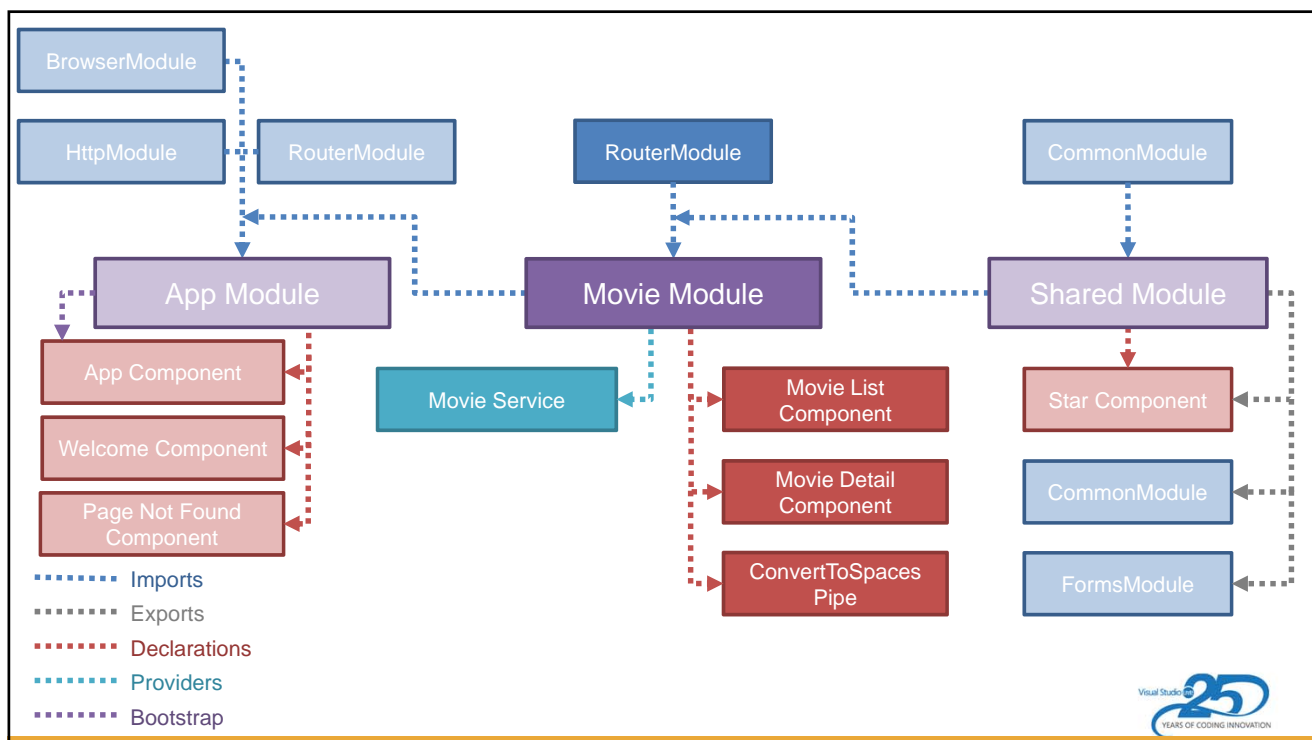 BrowserModule
HttpModule
RouterModule
RouterModule
CommonModule
App Module
Movie Module
Shared Module
App Component
Welcome Component
Page Not Found
Component
Movie Service
Movie List
Component
Movie Detail
Component
ConvertToSpaces
Pipe
Star Component
CommonModule
FormsModule
Imports
Exports
Declarations
Providers
Bootstrap
Visual Studio
25
YEARS OF CODING INNOVATION